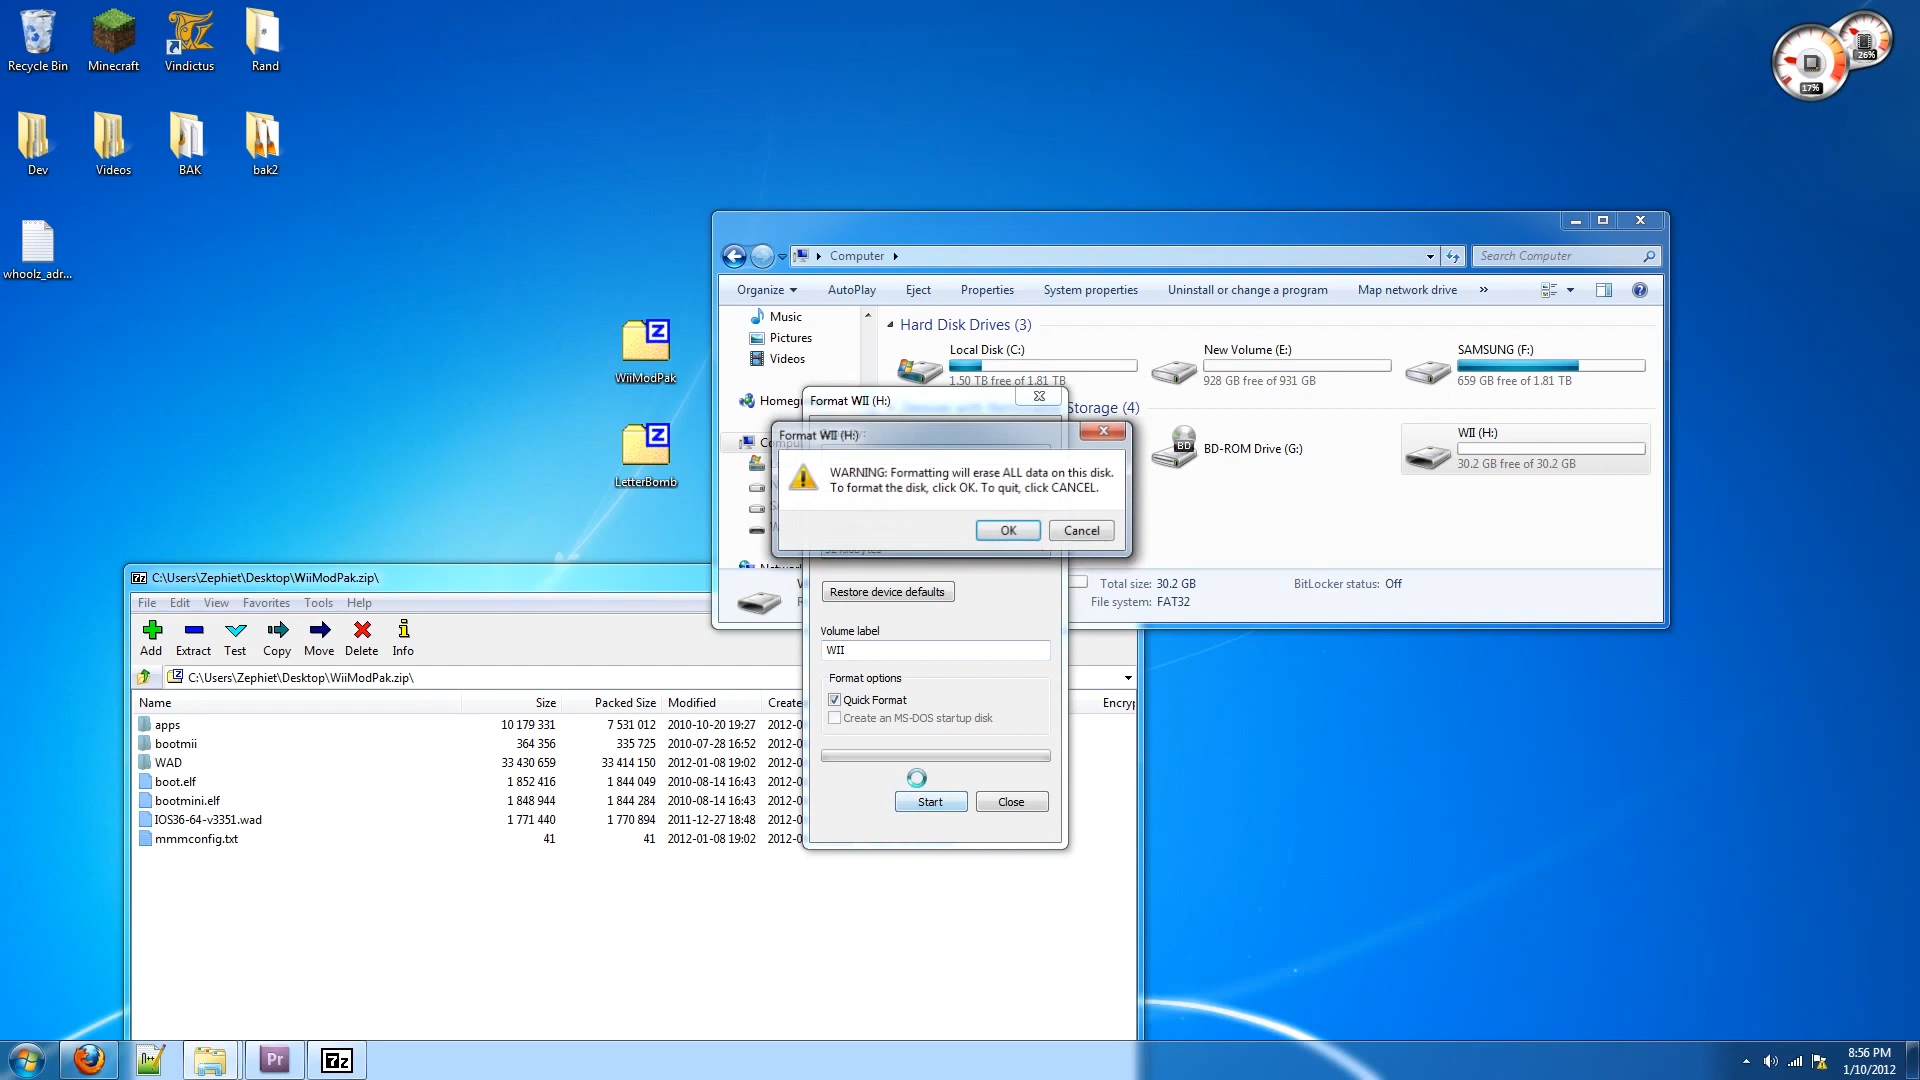 Recycle Bin
Minecraft
Vindictus
Rand
Dev
Videos
BAK
bak2
whoolz_adr...
WiiModPak
LetterBomb
26%
17%
Computer
Search Computer
Organize
AutoPlay
Eject
Properties
System properties
Uninstall or change a program
Map network drive
»
Music
Pictures
Videos
Hard Disk Drives (3)
Local Disk (C:)
1.50 TB free of 1.81 TB
New Volume (E:)
928 GB free of 931 GB
SAMSUNG (F:)
659 GB free of 1.81 TB
Storage (4)
BD
BD-ROM Drive (G:)
WII (H:)
30.2 GB free of 30.2 GB
Total size: 30.2 GB
File system: FAT32
BitLocker status: Off
Format WII (H:)
Format WII (H:)
WARNING: Formatting will erase ALL data on this disk.
To format the disk, click OK. To quit, click CANCEL.
OK
Cancel
Restore device defaults
Volume label
WII
Format options
Quick Format
Create an MS-DOS startup disk
Start
Close
7z C:\Users\Zephiet\Desktop\WiiModPak.zip\
File Edit View Favorites Tools Help
Add Extract Test Copy Move Delete Info
C:\Users\Zephiet\Desktop\WiiModPak.zip\
Name Size Packed Size Modified Create Encryp
apps 10 179 331 7 531 012 2010-10-20 19:27 2012-0
bootmii 364 356 335 725 2010-07-28 16:52 2012-0
WAD 33 430 659 33 414 150 2012-01-08 19:02 2012-0
boot.elf 1 852 416 1 844 049 2010-08-14 16:43 2012-0
bootmini.elf 1 848 944 1 844 284 2010-08-14 16:43 2012-0
IOS36-64-v3351.wad 1 771 440 1 770 894 2011-12-27 18:48 2012-0
mmmconfig.txt 41 41 2012-01-08 19:02 2012-0
Pr
7z
8:56 PM
1/10/2012